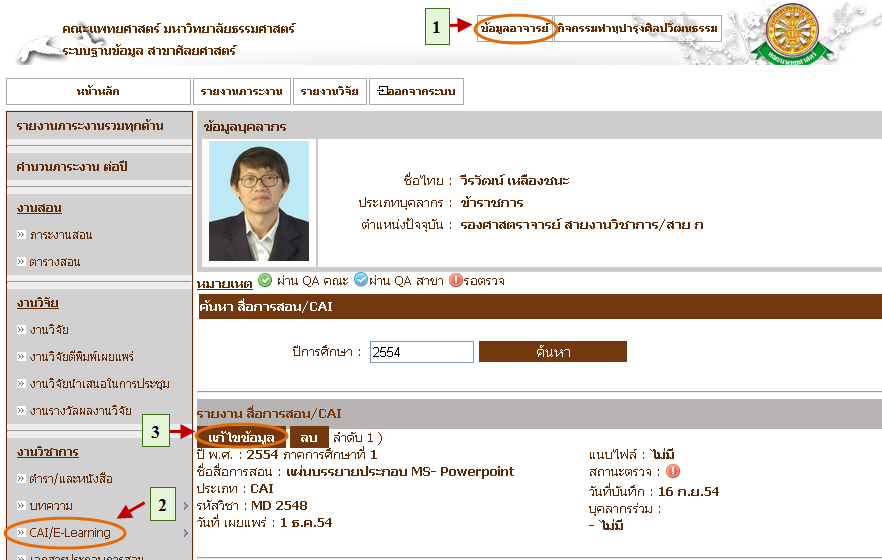 คณะแพทยศาสตร์ มหาวิทยาลัยธรรมศาสตร์
ระบบฐานข้อมูล สาขาศัลยศาสตร์
1
ข้อมูลอาจารย์ กิจกรรมทำนุบำรุงศิลปวัฒนธรรม
หน้าหลัก รายงานภาระงาน รายงานวิจัย ออกจากระบบ
รายงานภาระงานรวมทุกด้าน
คำนวนภาระงาน ต่อปี
งานสอน
ภาระงานสอน
ตารางสอน
งานวิจัย
งานวิจัย
งานวิจัยตีพิมพ์เผยแพร่
งานวิจัยนำเสนอในการประชุม
งานรางวัลผลงานวิจัย
งานวิชาการ
ตำรา/และหนังสือ
บทความ
2
CAI/E-Learning
เอกสารประกอบการสอน
ข้อมูลบุคลากร
ชื่อไทย : วีรวัฒน์ เหลืองชนะ
ประเภทบุคลากร : ข้าราชการ
ตำแหน่งปัจจุบัน : รองศาสตราจารย์ สายงานวิชาการ/สาย ก
หมายเหตุ ผ่าน QA คณะ ผ่าน QA สาขา รอตรวจ
ค้นหา สื่อการสอน/CAI
ปีการศึกษา : 2554 ค้นหา
รายงาน สื่อการสอน/CAI
3
แก้ไขข้อมูล ลบ ลำดับ 1 )
ปี พ.ศ. : 2554 ภาคการศึกษาที่ 1
ชื่อสื่อการสอน : แผ่นบรรยายประกอบ MS- Powerpoint
ประเภท : CAI
รหัสวิชา : MD 2548
วันที่ เผยแพร่ : 1 ธ.ค.54
แนบไฟล์ : ไม่มี
สถานะตรวจ :
วันที่บันทึก : 16 ก.ย.54
บุคลากรร่วม :
- ไม่มี